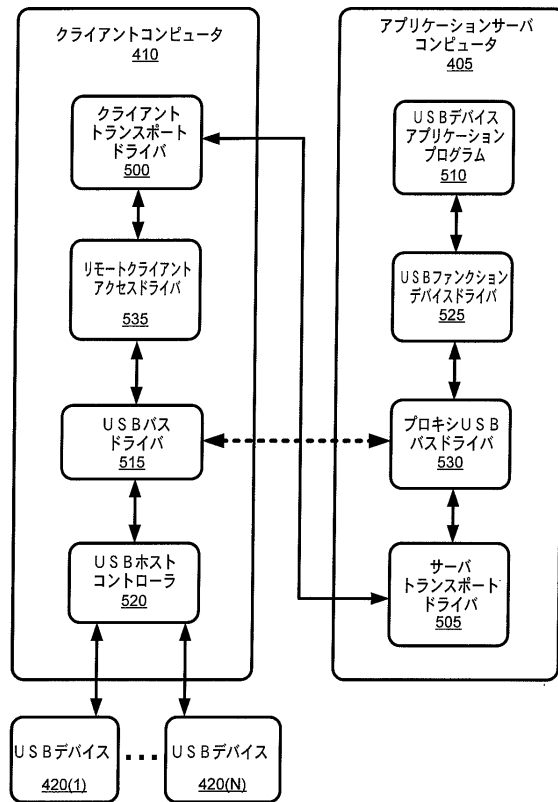 クライアントコンピュータ
410
クライアント
トランスポート
ドライバ
500
リモートクライアント
アクセスドライバ
535
USBバス
ドライバ
515
USBホスト
コントローラ
520
USBデバイス
420(1)
USBデバイス
420(N)
アプリケーションサーバ
コンピュータ
405
USBデバイス
アプリケーション
プログラム
510
USBファンクション
デバイスドライバ
525
プロキシUSB
バスドライバ
530
サーバ
トランスポート
ドライバ
505